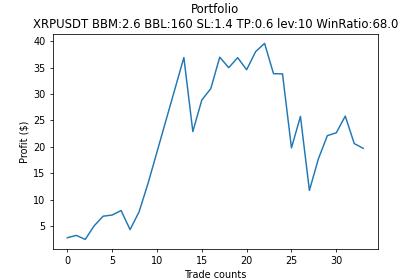 Portfolio
XRPUSDT BBM:2.6 BBL:160 SL:1.4 TP:0.6 lev:10 WinRatio:68.0
40
35
30
25
20
15
10
5
Profit ($)
0 5 10 15 20 25 30
Trade counts